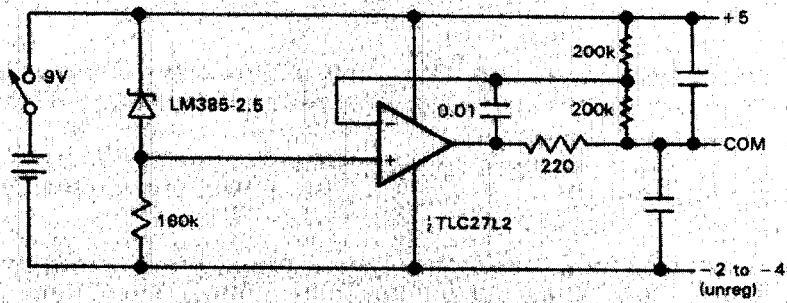 +5
200k
9V
LM385-2.5
0.01
200k
−
+
COM
220
160k
TLC27L2
−2 to −4
(unreg)